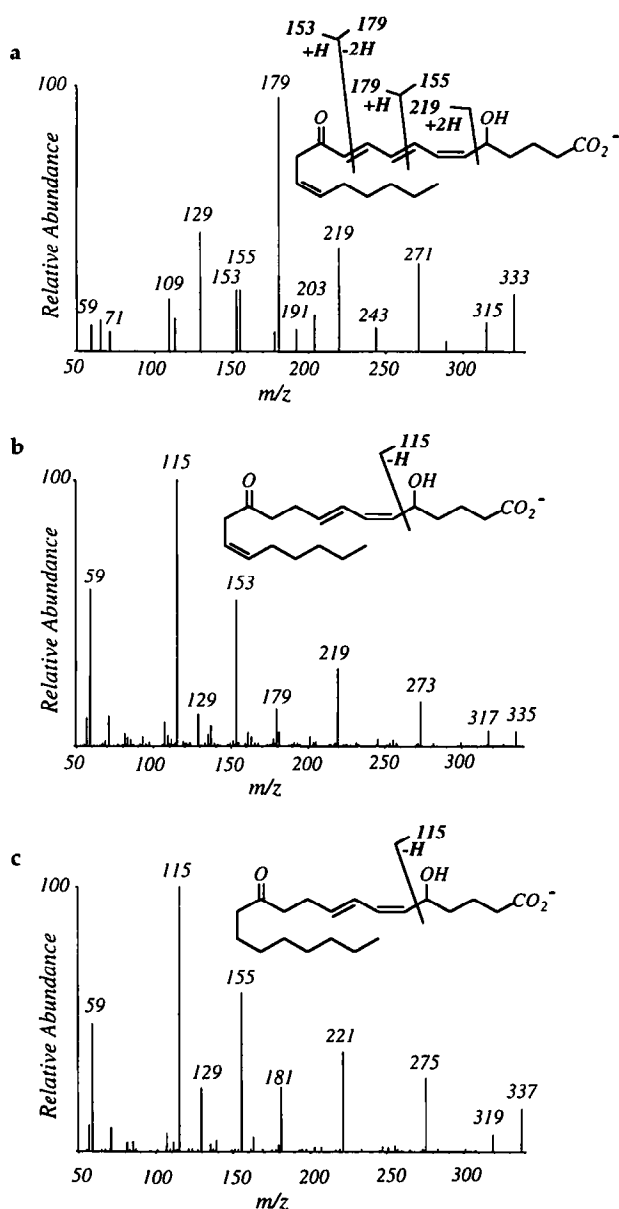 a
153 179
+H -2H
179 155
+H
219
+2H
O
OH
CO2-
Relative Abundance
100
179
129
109
155
153
59
71
191
203
219
243
271
315
333
50 100 150 200 250 300
m/z
b
115
-H
O
OH
CO2-
Relative Abundance
100
115
59
129
153
179
219
273
317
335
50 100 150 200 250 300
m/z
c
115
-H
O
OH
CO2-
Relative Abundance
100
115
59
129
155
181
221
275
319
337
50 100 150 200 250 300
m/z